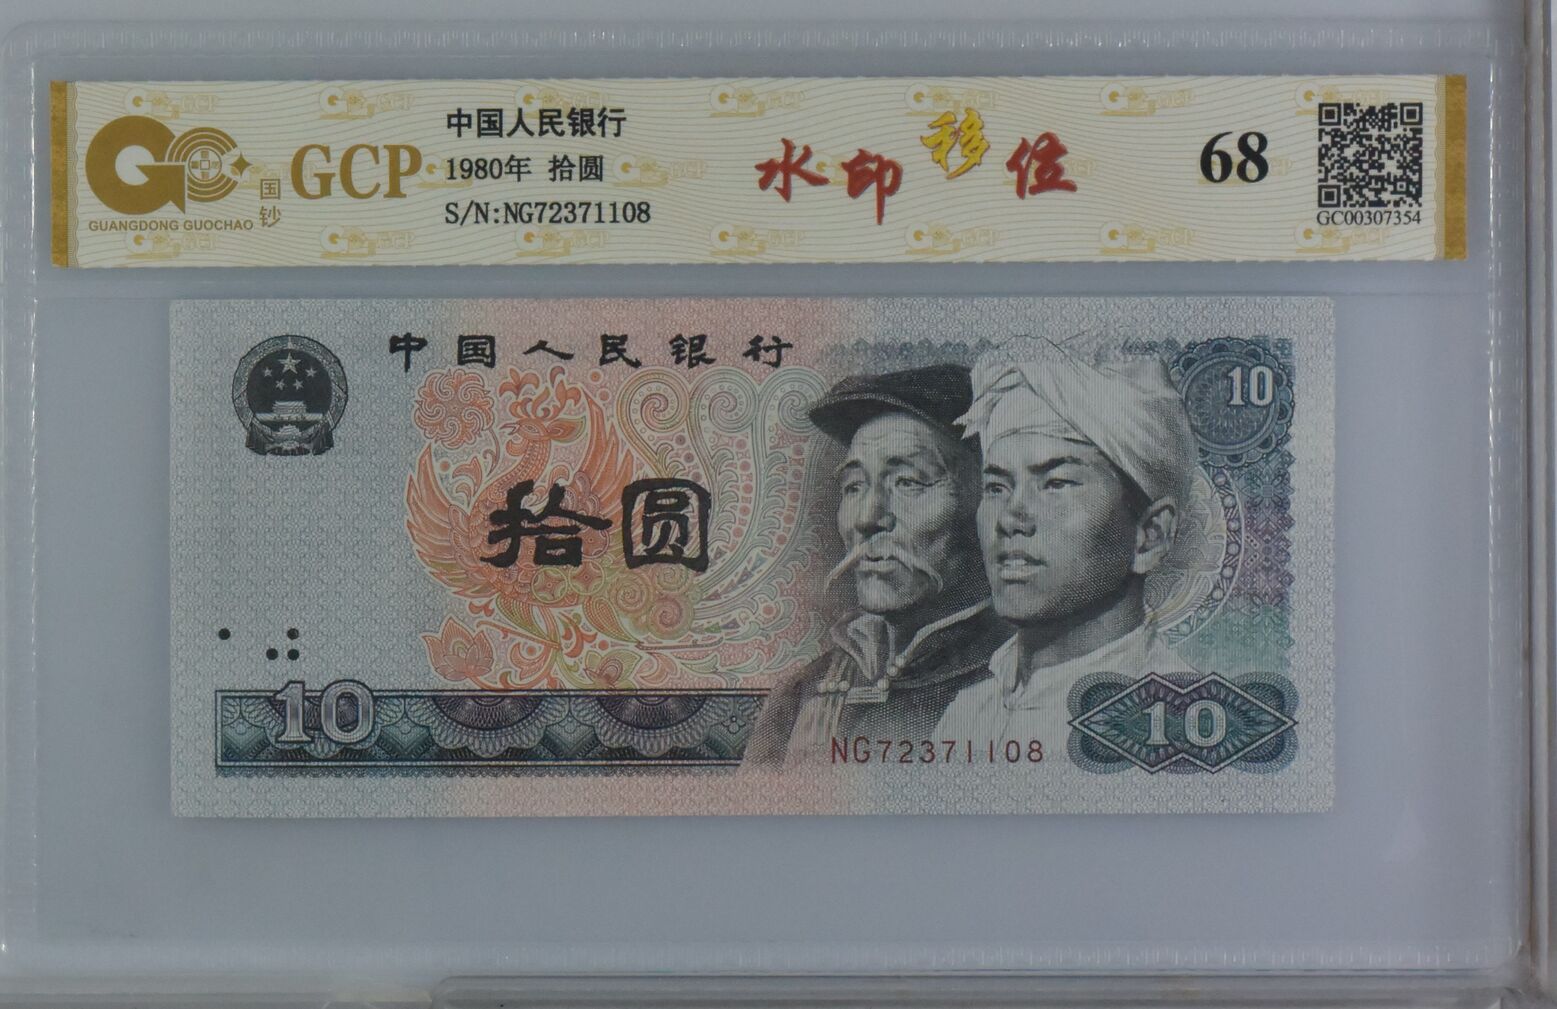 中国人民银行
GCP
1980年 拾圆
国钞
S/N:NG72371108
GUANGDONG GUOCHAO
水印移位
68
GC00307354
中国人民银行
10
拾圆
10
10
NG72371108